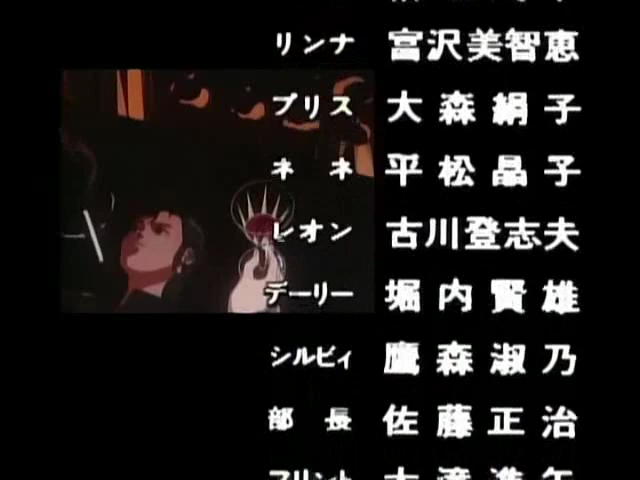 リンナ 富沢美智恵
プリス 大森絹子
ネネ 平松晶子
レオン 古川登志夫
デーリー 堀内賢雄
シルビィ 鷹森淑乃
部長 佐藤正治